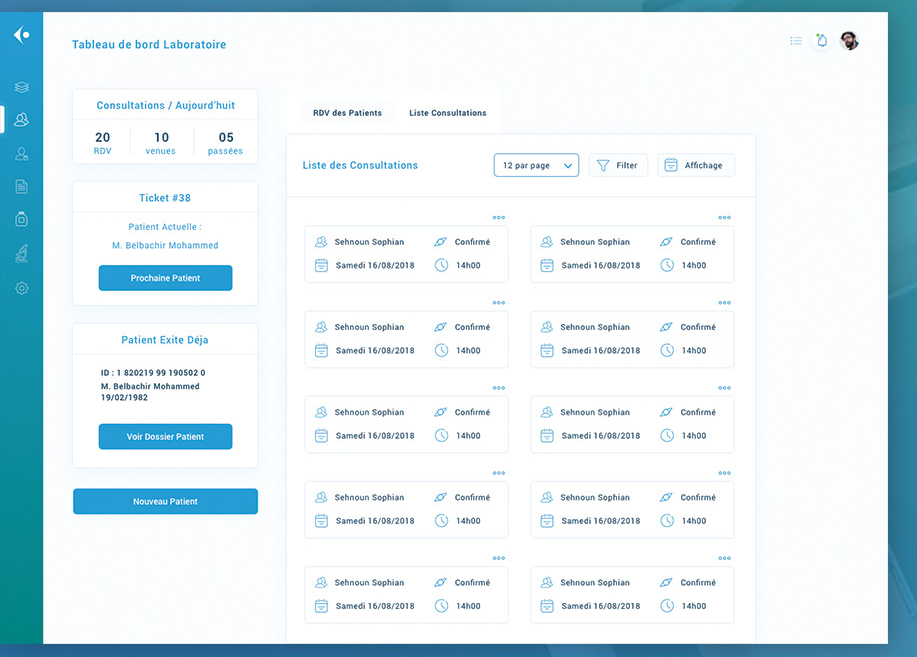 Tableau de bord Laboratoire
Consultations / Aujourd'huit
20 10 05
RDV venues passées
Ticket #38
Patient Actuelle :
M. Belbachir Mohammed
Prochaine Patient
Patient Exite Déja
ID : 1 820219 99 190502 0
M. Belbachir Mohammed
19/02/1982
Voir Dossier Patient
Nouveau Patient
RDV des Patients Liste Consultations
Liste des Consultations 12 par page Filter Affichage
Sehnoun Sophian Confirmé Sehnoun Sophian Confirmé
Samedi 16/08/2018 14h00 Samedi 16/08/2018 14h00
Sehnoun Sophian Confirmé Sehnoun Sophian Confirmé
Samedi 16/08/2018 14h00 Samedi 16/08/2018 14h00
Sehnoun Sophian Confirmé Sehnoun Sophian Confirmé
Samedi 16/08/2018 14h00 Samedi 16/08/2018 14h00
Sehnoun Sophian Confirmé Sehnoun Sophian Confirmé
Samedi 16/08/2018 14h00 Samedi 16/08/2018 14h00
Sehnoun Sophian Confirmé Sehnoun Sophian Confirmé
Samedi 16/08/2018 14h00 Samedi 16/08/2018 14h00